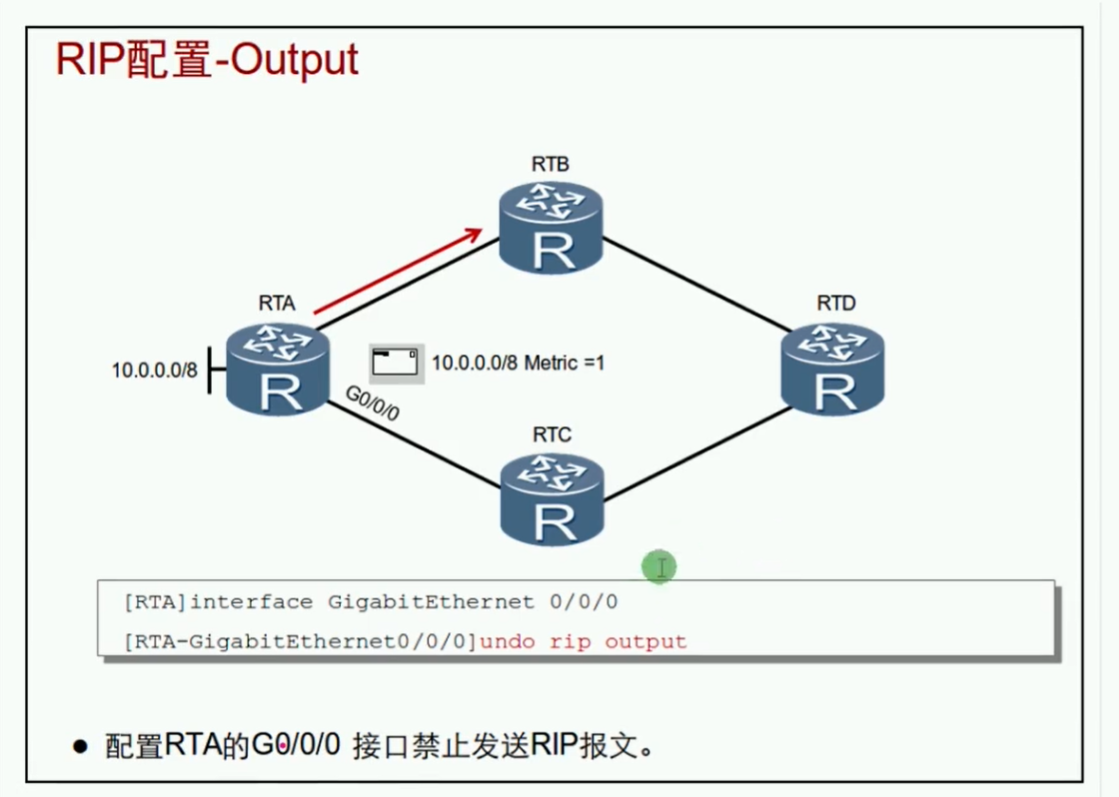 RIP配置-Output
RTB
RTA
RTD
10.0.0.0/8
10.0.0.0/8 Metric =1
G0/0/0
RTC
R
R
R
R
[RTA]interface GigabitEthernet 0/0/0
[RTA-GigabitEthernet0/0/0]undo rip output
● 配置RTA的G0/0/0 接口禁止发送RIP报文。